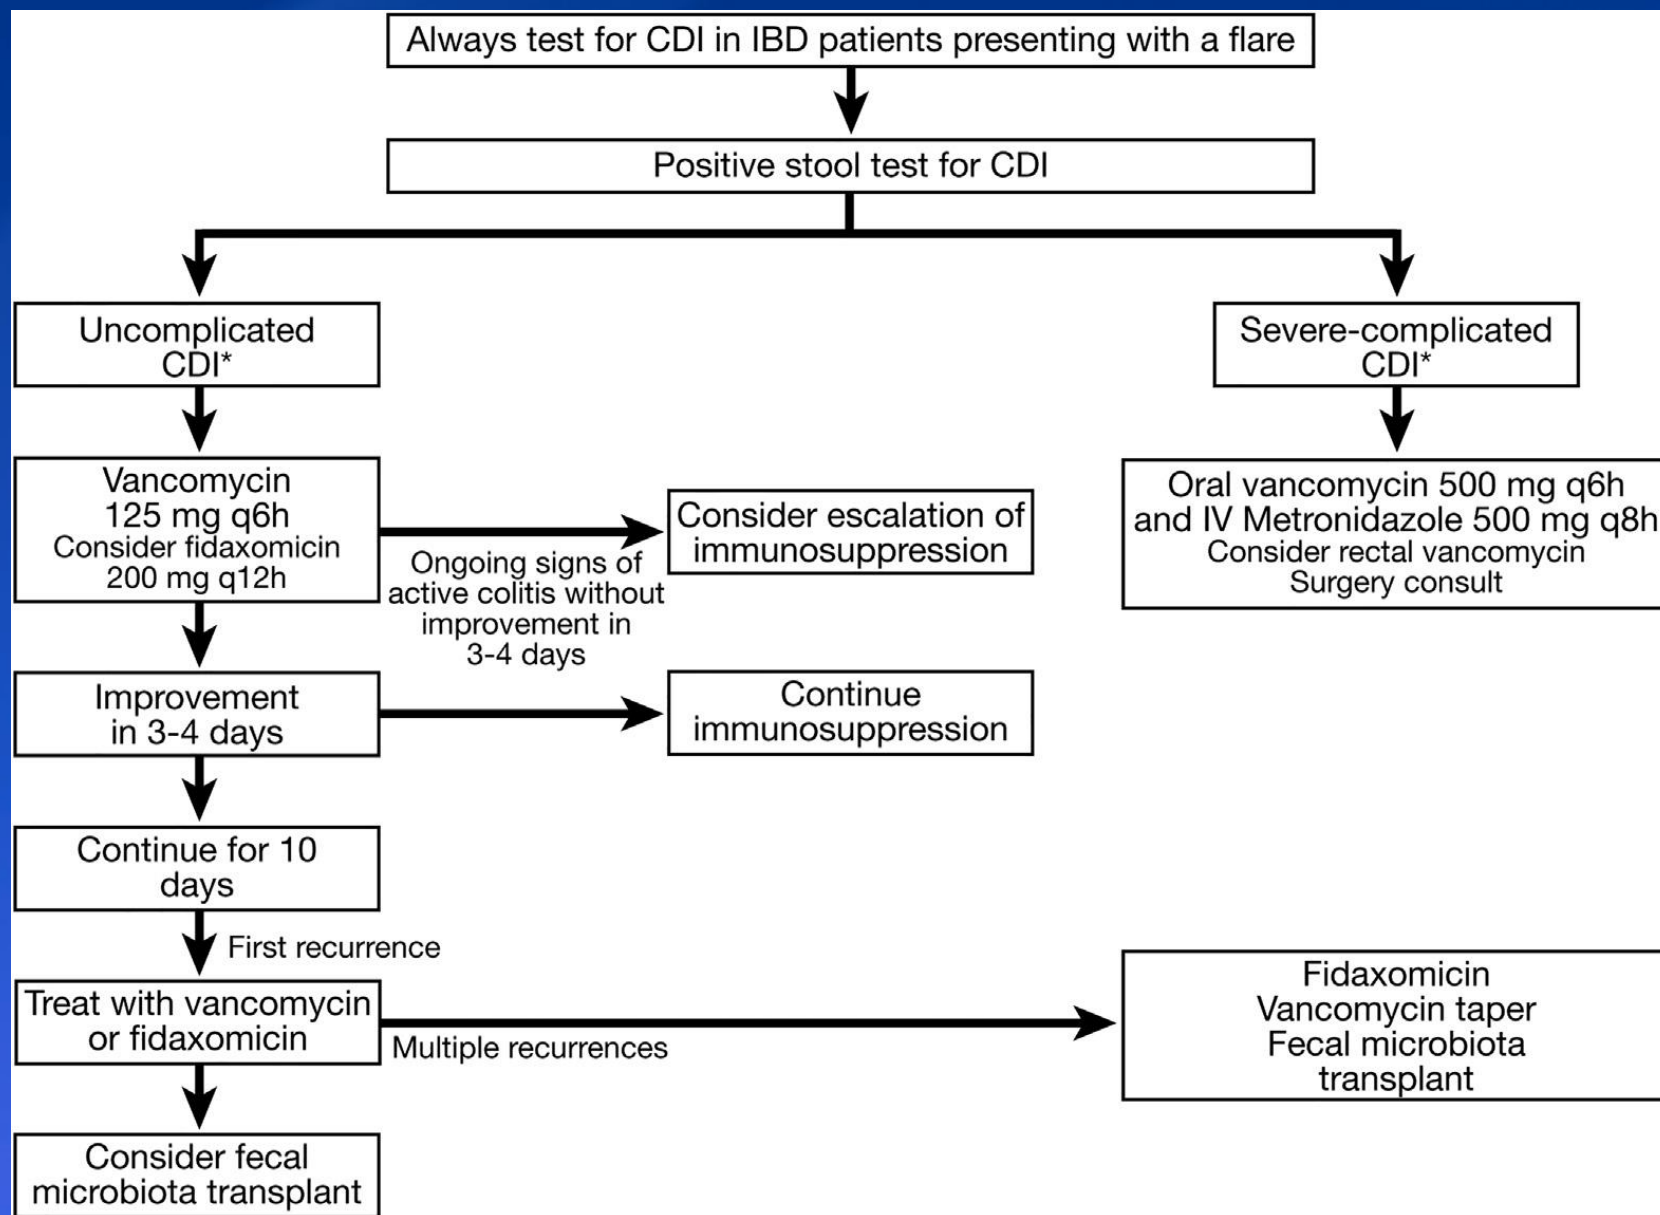 Always test for CDI in IBD patients presenting with a flare
Positive stool test for CDI
Uncomplicated
CDI*
Severe-complicated
CDI*
Vancomycin
125 mg q6h
Consider fidaxomicin
200 mg q12h
Ongoing signs of
active colitis without
improvement in
3-4 days
Consider escalation of
immunosuppression
Oral vancomycin 500 mg q6h
and IV Metronidazole 500 mg q8h
Consider rectal vancomycin
Surgery consult
Improvement
in 3-4 days
Continue
immunosuppression
Continue for 10
days
First recurrence
Treat with vancomycin
or fidaxomicin
Multiple recurrences
Fidaxomicin
Vancomycin taper
Fecal microbiota
transplant
Consider fecal
microbiota transplant